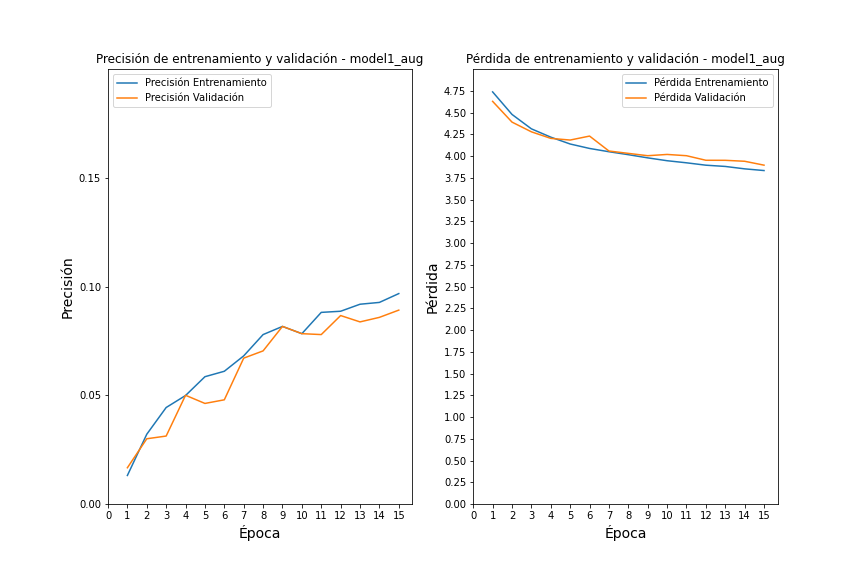 Precisión de entrenamiento y validación - model1_aug
Precisión Entrenamiento
Precisión Validación
0.15
0.10
0.05
0.00
Precisión
0 1 2 3 4 5 6 7 8 9 10 11 12 13 14 15
Época
Pérdida de entrenamiento y validación - model1_aug
Pérdida Entrenamiento
Pérdida Validación
4.75
4.50
4.25
4.00
3.75
3.50
3.25
3.00
2.75
2.50
2.25
2.00
1.75
1.50
1.25
1.00
0.75
0.50
0.25
0.00
Pérdida
0 1 2 3 4 5 6 7 8 9 10 11 12 13 14 15
Época